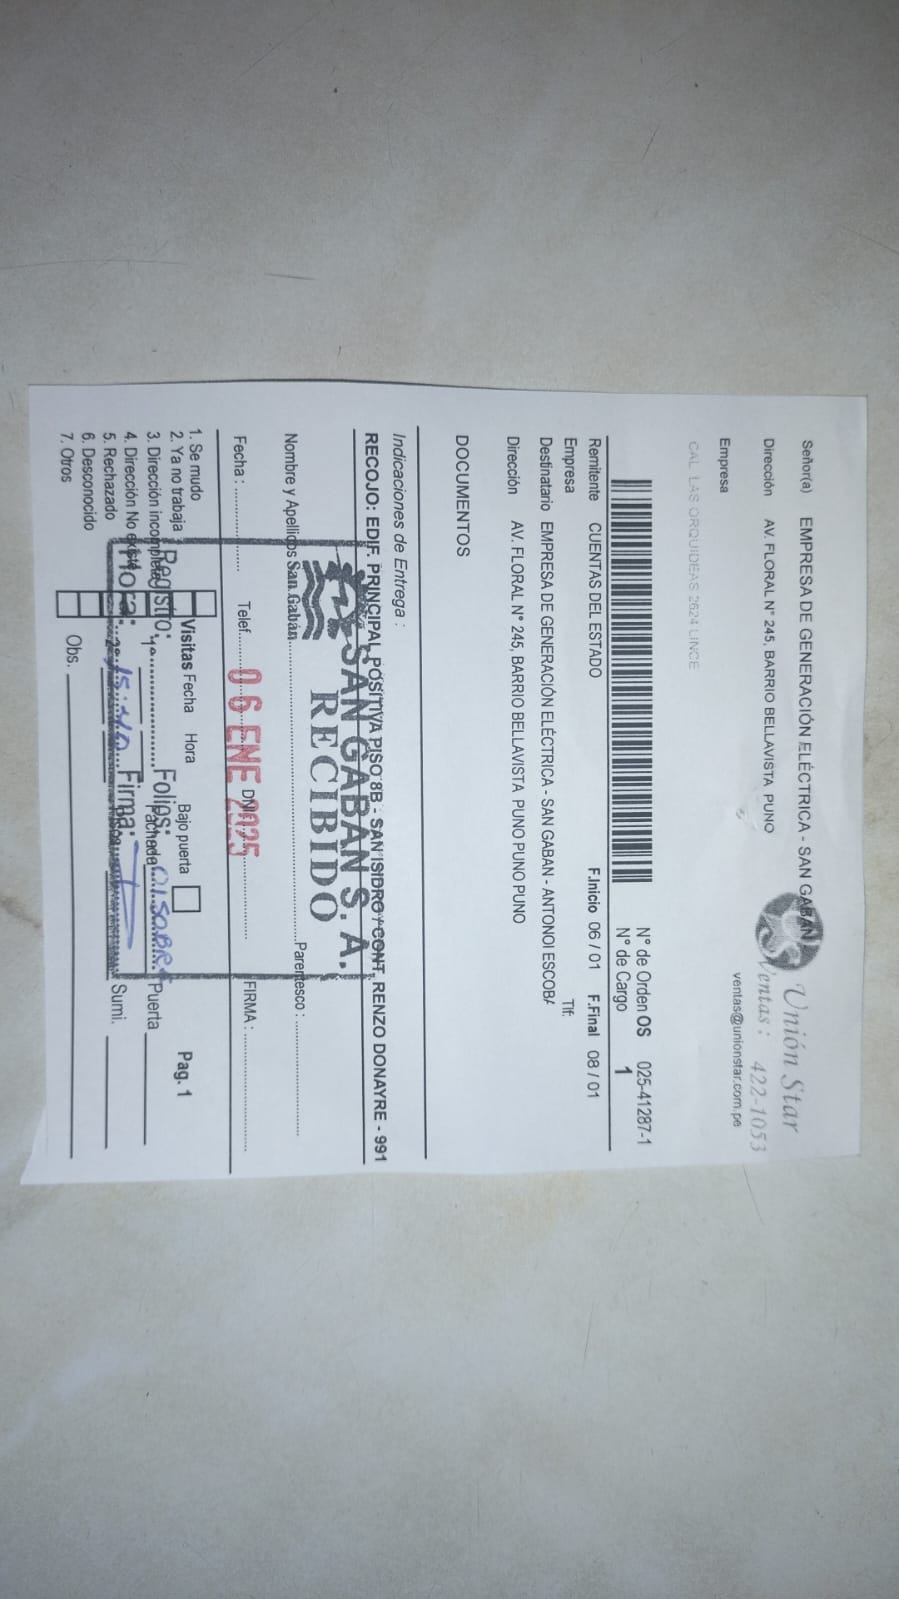 Señor(a) EMPRESA DE GENERACIÓN ELÉCTRICA - SAN GABAN
Unión Star
Dirección AV. FLORAL N° 245, BARRIO BELLAVISTA PUNO
Ventas : 422-1053
Empresa
ventas@unionstar.com.pe
CAL LAS ORQUIDEAS 2624 LINCE
N° de Orden OS 025-41287-1
N° de Cargo 1
Remitente CUENTAS DEL ESTADO F.Inicio 06 / 01 F.Final 08 / 01
Empresa Tlf:
Destinatario EMPRESA DE GENERACIÓN ELÉCTRICA - SAN GABAN - ANTONOI ESCOBA
Dirección AV. FLORAL N° 245, BARRIO BELLAVISTA PUNO PUNO PUNO
DOCUMENTOS
Indicaciones de Entrega :
RECOJO: EDIF. PRINCIPAL POSITIVA PISO 8B - SAN ISIDRO / CONT. RENZO DONAYRE - 991
SAN GABAN S. A.
RECIBIDO
San Gabán
Nombre y Apellidos Parentesco :
06 ENE 2025
Fecha : Telef. DNI FIRMA :
1. Se mudo Visitas Fecha Hora Bajo puerta Pag. 1
2. Ya no trabaja
Registro: Folios: 01 SOBRE
3. Dirección incompleta Fachada Puerta
4. Dirección No existe
Hora: 15:40 Firma:
5. Rechazado Pisos Sumi.
6. Desconocido
7. Otros Obs.